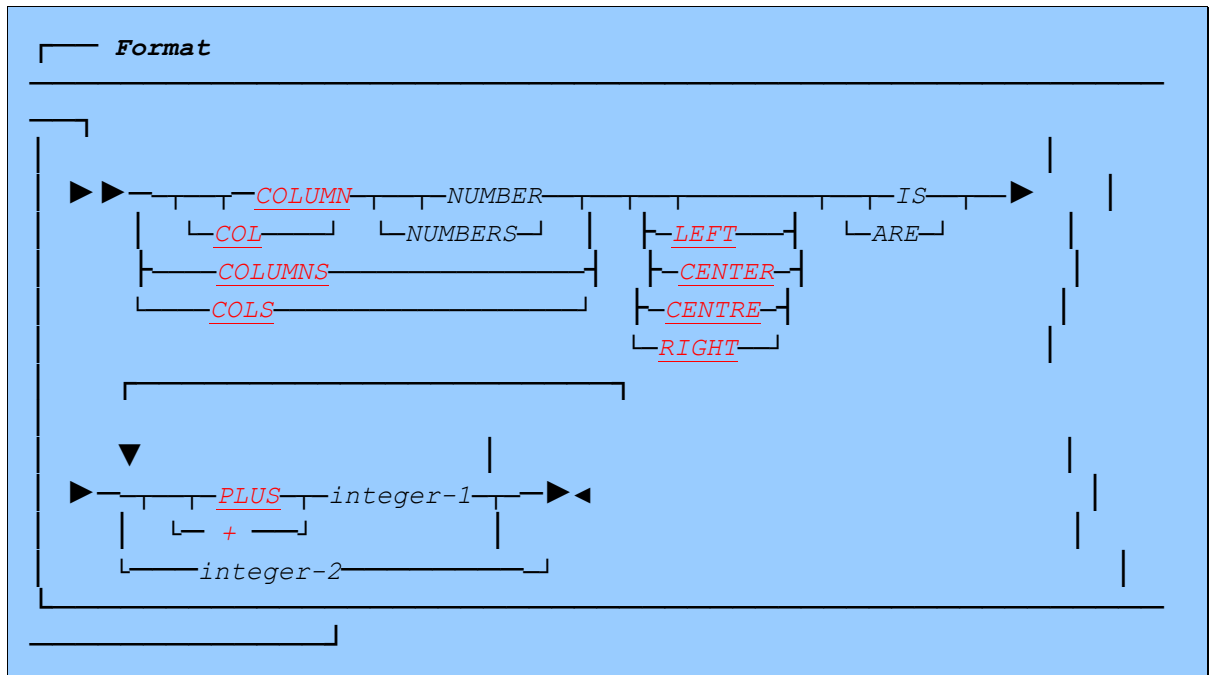 Format
COLUMN NUMBER IS
COL NUMBERS LEFT ARE
COLUMNS CENTER
COLS CENTRE
RIGHT
PLUS integer-1
+
integer-2